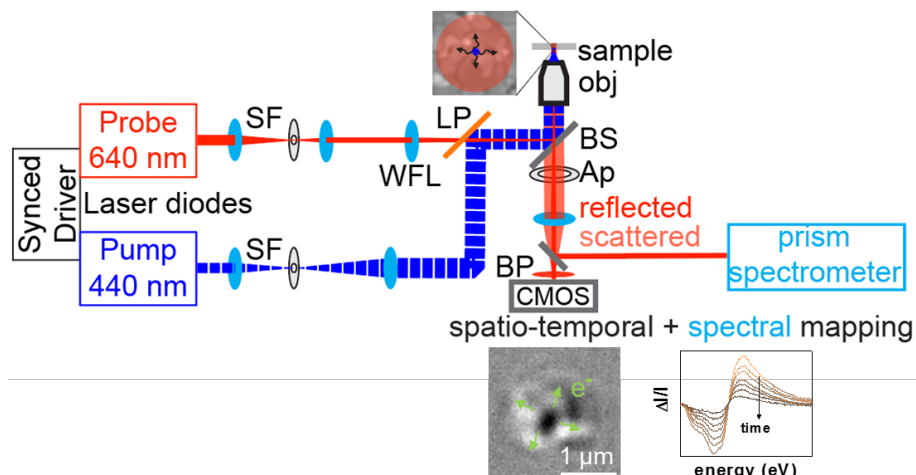 sample
obj
Probe
640 nm
SF
LP
BS
WFL
Ap
Synced
Driver
Laser diodes
reflected
scattered
Pump
440 nm
SF
BP
prism
spectrometer
CMOS
spatio-temporal + spectral mapping
e-
1 µm
ΔI/I
time
energy (eV)